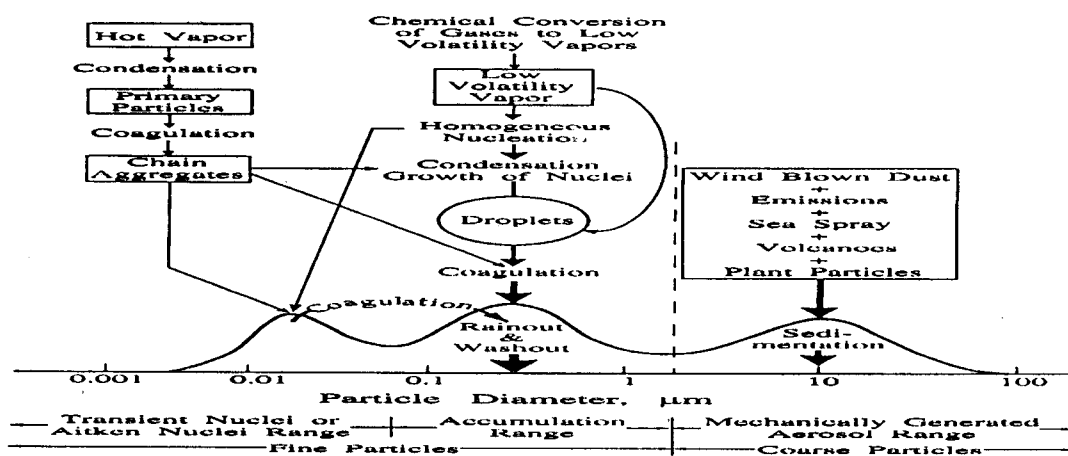 Hot Vapor
Condensation
Primary
Particles
Coagulation
Chain
Aggregates
Chemical Conversion
of Gases to Low
Volatility Vapors
Low
Volatility
Vapor
Homogeneous
Nucleation
Condensation
Growth of Nuclei
Droplets
Coagulation
Coagulation
Rainout
&
Washout
Wind Blown Dust
+
Emissions
+
Sea Spray
+
Volcanoes
+
Plant Particles
Sedi-
mentation
0.001 0.01 0.1 1 10 100
Particle Diameter, μm
Transient Nuclei or
Aitken Nuclei Range
Accumulation
Range
Mechanically Generated
Aerosol Range
Fine Particles
Coarse Particles